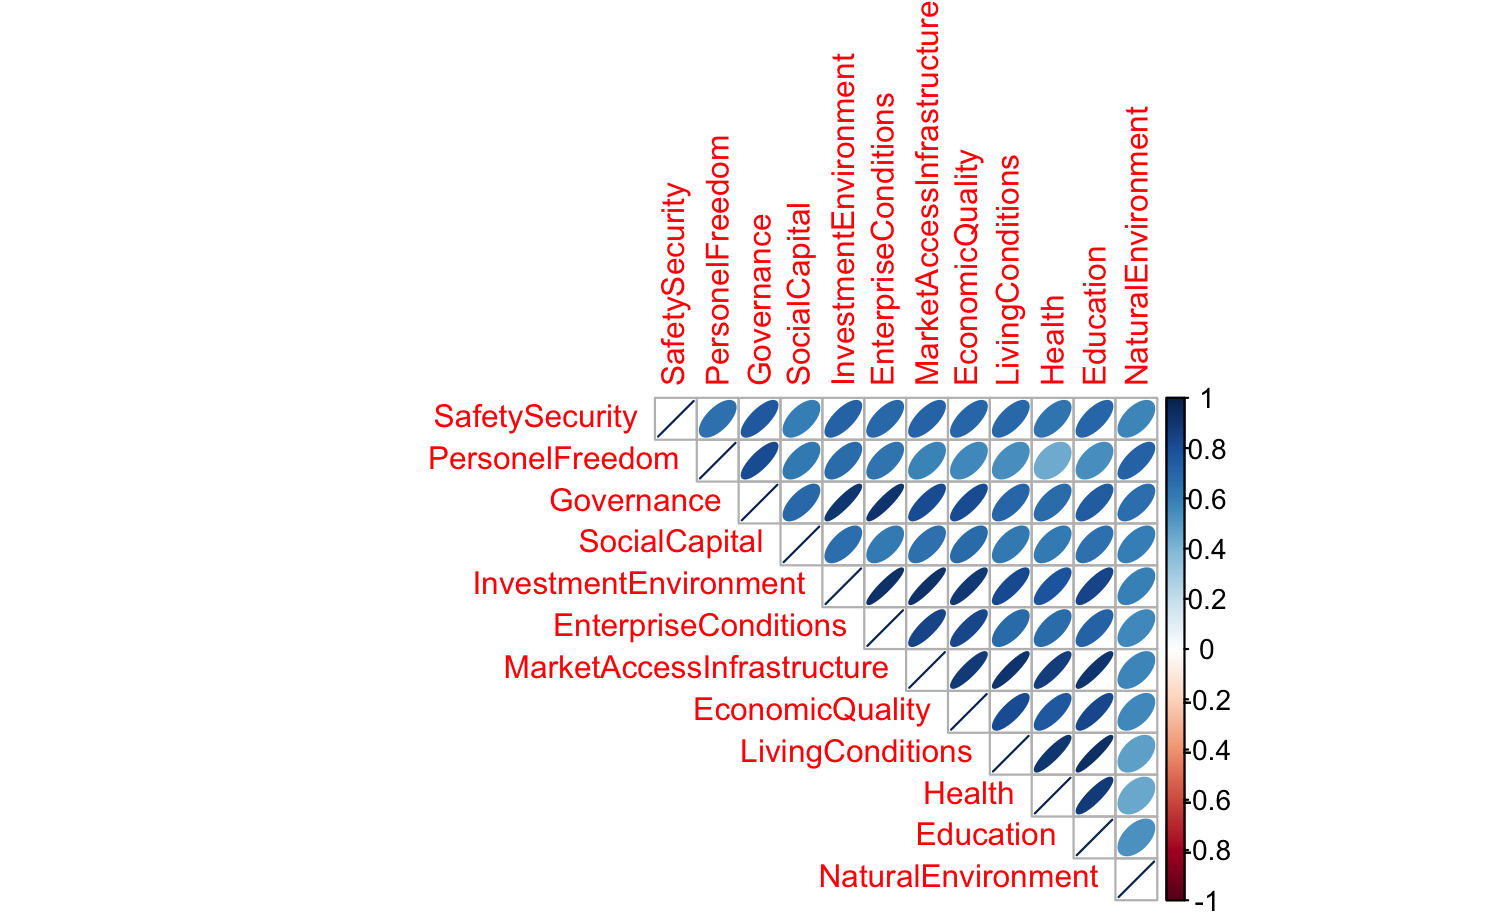 SafetySecurity
PersonelFreedom
Governance
SocialCapital
InvestmentEnvironment
EnterpriseConditions
MarketAccessInfrastructure
EconomicQuality
LivingConditions
Health
Education
NaturalEnvironment
SafetySecurity
PersonelFreedom
Governance
SocialCapital
InvestmentEnvironment
EnterpriseConditions
MarketAccessInfrastructure
EconomicQuality
LivingConditions
Health
Education
NaturalEnvironment
1
0.8
0.6
0.4
0.2
0
-0.2
-0.4
-0.6
-0.8
-1